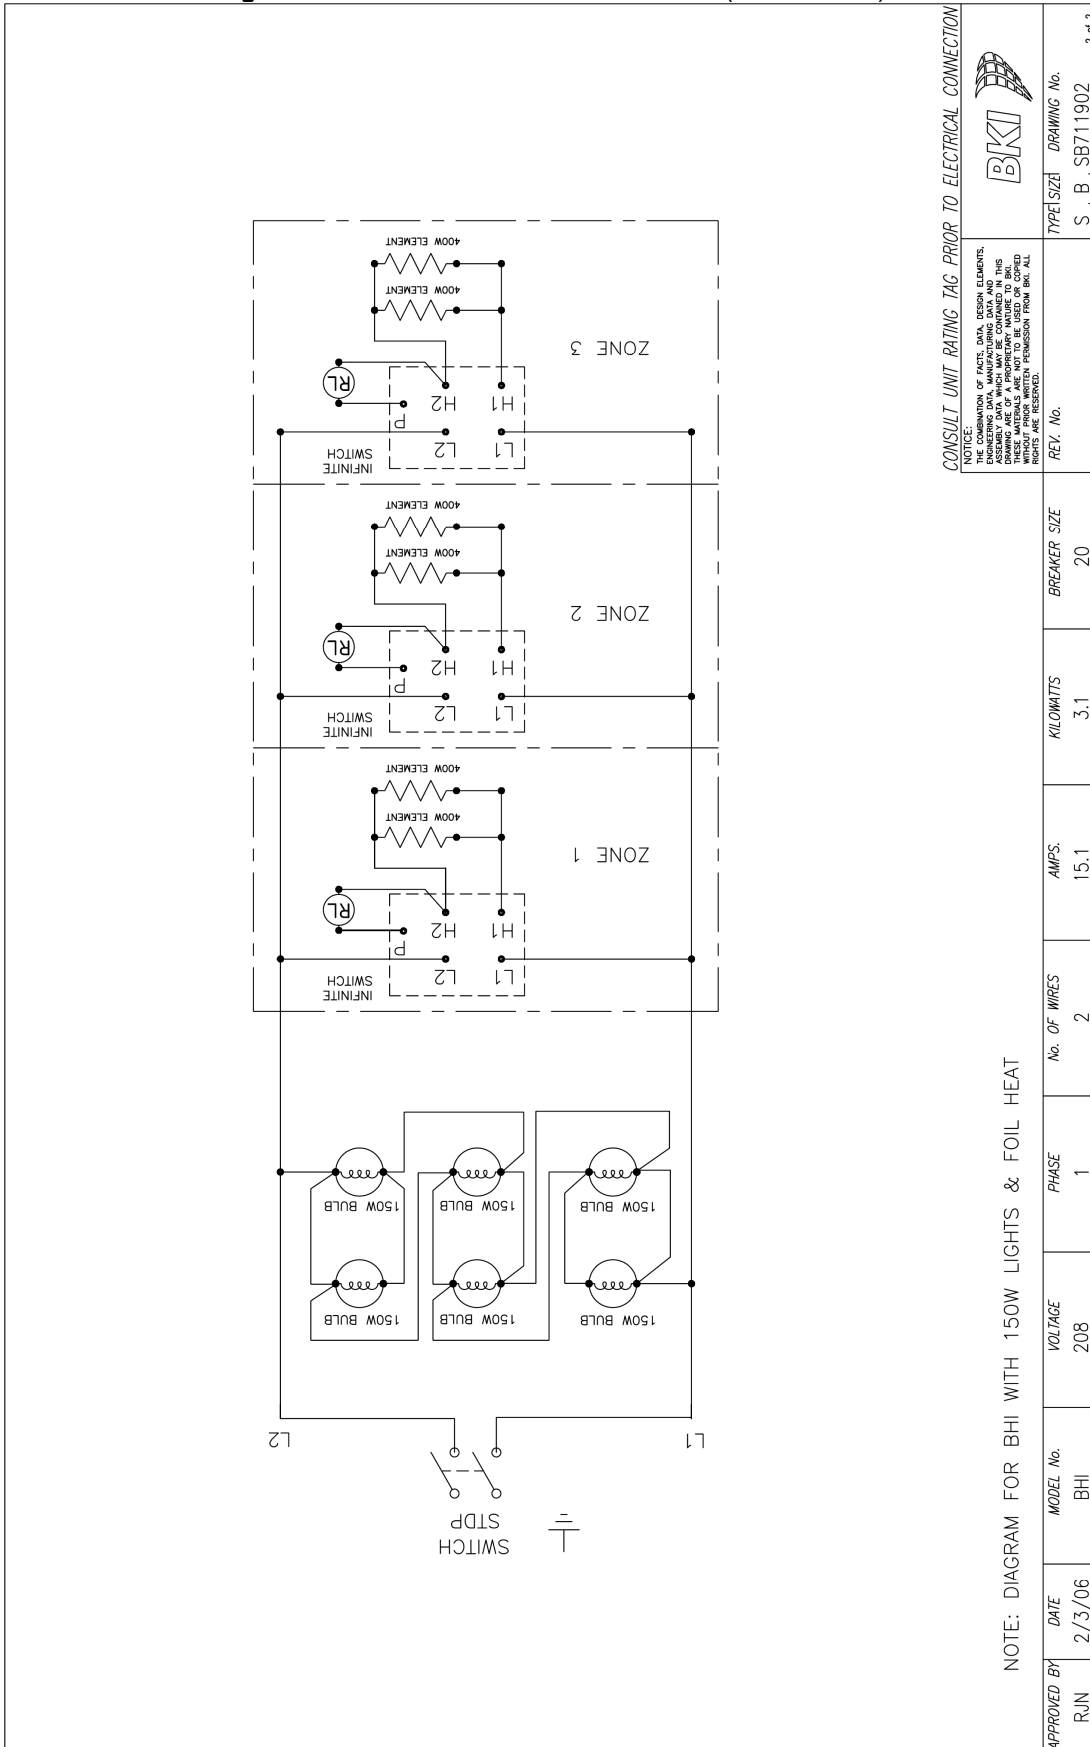 SWITCH
STDP
L1
L2
150W BULB
150W BULB
150W BULB
150W BULB
150W BULB
150W BULB
INFINITE
SWITCH
L1
L2
P
H1
H2
RL
ZONE 1
400W ELEMENT
400W ELEMENT
INFINITE
SWITCH
L1
L2
P
H1
H2
RL
ZONE 2
400W ELEMENT
400W ELEMENT
INFINITE
SWITCH
L1
L2
P
H1
H2
RL
ZONE 3
400W ELEMENT
400W ELEMENT
NOTE: DIAGRAM FOR BHI WITH 150W LIGHTS & FOIL HEAT
CONSULT UNIT RATING TAG PRIOR TO ELECTRICAL CONNECTION
NOTICE:
THE COMBINATION OF FACTS, DATA, DESIGN ELEMENTS,
ENGINEERING DATA, MANUFACTURING DATA AND
ASSEMBLY DATA WHICH MAY BE CONTAINED IN THIS
DRAWING ARE OF A PROPRIETARY NATURE TO BKI.
THESE MATERIALS ARE NOT TO BE USED OR COPIED
WITHOUT PRIOR WRITTEN PERMISSION FROM BKI. ALL
RIGHTS ARE RESERVED.
BKI
APPROVED BY DATE MODEL No. VOLTAGE PHASE No. OF WIRES AMPS. KILOWATTS BREAKER SIZE REV. No. TYPE SIZE DRAWING No.
RJN 2/3/06 BHI 208 1 2 15.1 3.1 20 S B SB711902